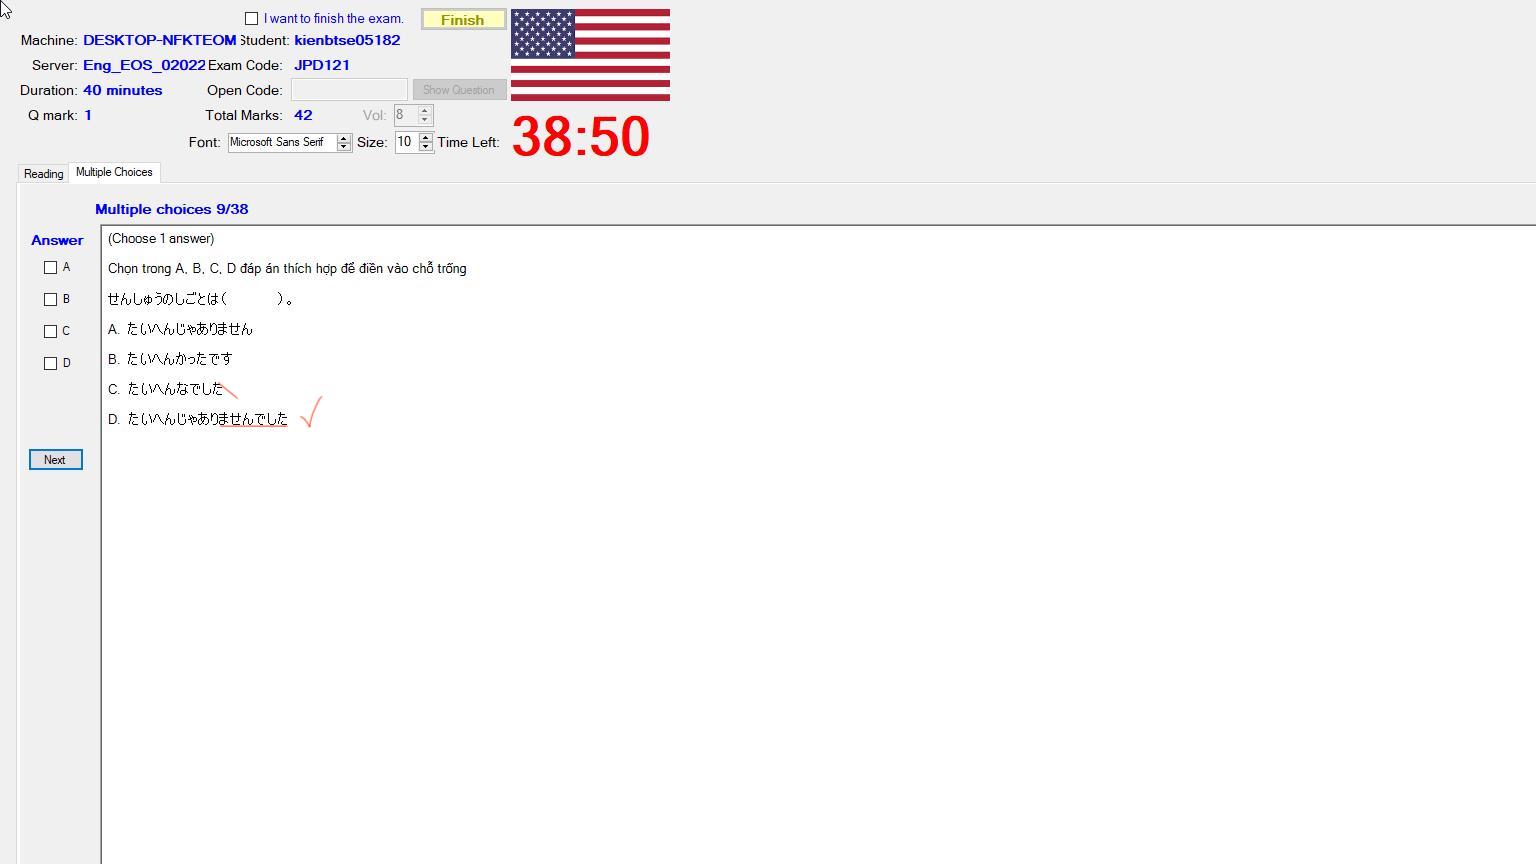 I want to finish the exam. Finish
Machine: DESKTOP-NFKTEOM Student: kienbtse05182
Server: Eng_EOS_02022 Exam Code: JPD121
Duration: 40 minutes Open Code: Show Question
Q mark: 1 Total Marks: 42 Vol: 8
Font: Microsoft Sans Serif Size: 10 Time Left: 38:50
Reading Multiple Choices
Multiple choices 9/38
Answer
A
B
C
D
Next
(Choose 1 answer)
Chọn trong A, B, C, D đáp án thích hợp để điền vào chỗ trống
せんしゅうのしごとは( )。
A. たいへんじゃありません
B. たいへんかったです
C. たいへんなでした
D. たいへんじゃありませんでした